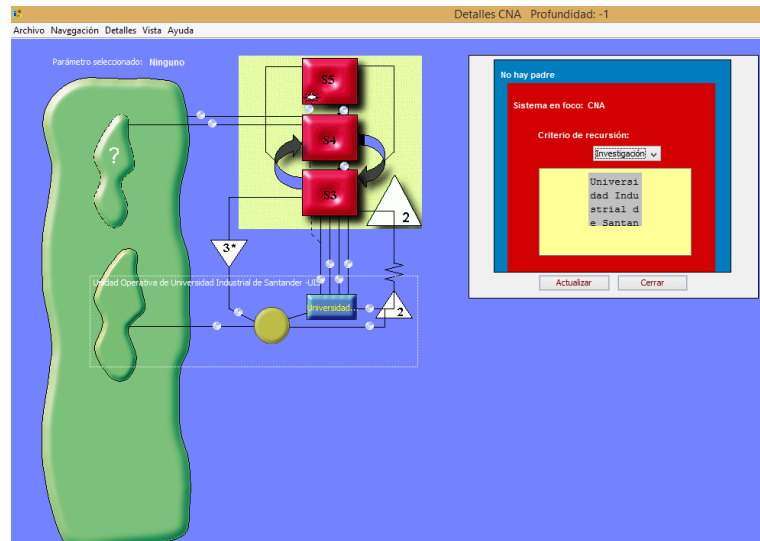 Detalles CNA Profundidad: -1
Archivo Navegación Detalles Vista Ayuda
Parámetro seleccionado: Ninguno
S5
S4
?
S3
2
3*
Unidad Operativa de Universidad Industrial de Santander -UIS
Universidad...
2
No hay padre
Sistema en foco: CNA
Criterio de recursión:
Investigación
Universi
dad Indu
strial d
e Santan
Actualizar Cerrar